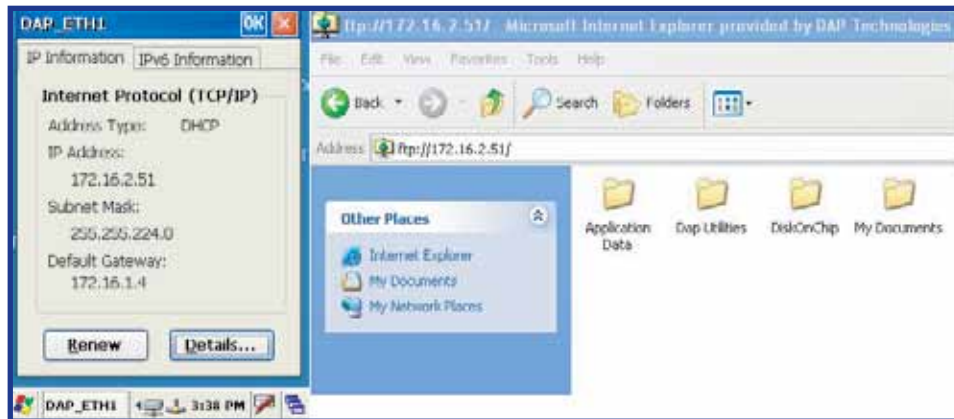 DAP_ETH1 OK
IP Information IPv6 Information
Internet Protocol (TCP/IP)
Address Type: DHCP
IP Address:
172.16.2.51
Subnet Mask:
255.255.224.0
Default Gateway:
172.16.1.4
Renew Details...
DAP_ETH1 3:38 PM
ftp://172.16.2.51/ Microsoft Internet Explorer provided by DAP Technologies
File Edit View Favorites Tools Help
Back Search Folders
Address ftp://172.16.2.51/
Other Places
Internet Explorer
My Documents
My Network Places
Application Data
Dap Utilities
DiskOnChip
My Documents